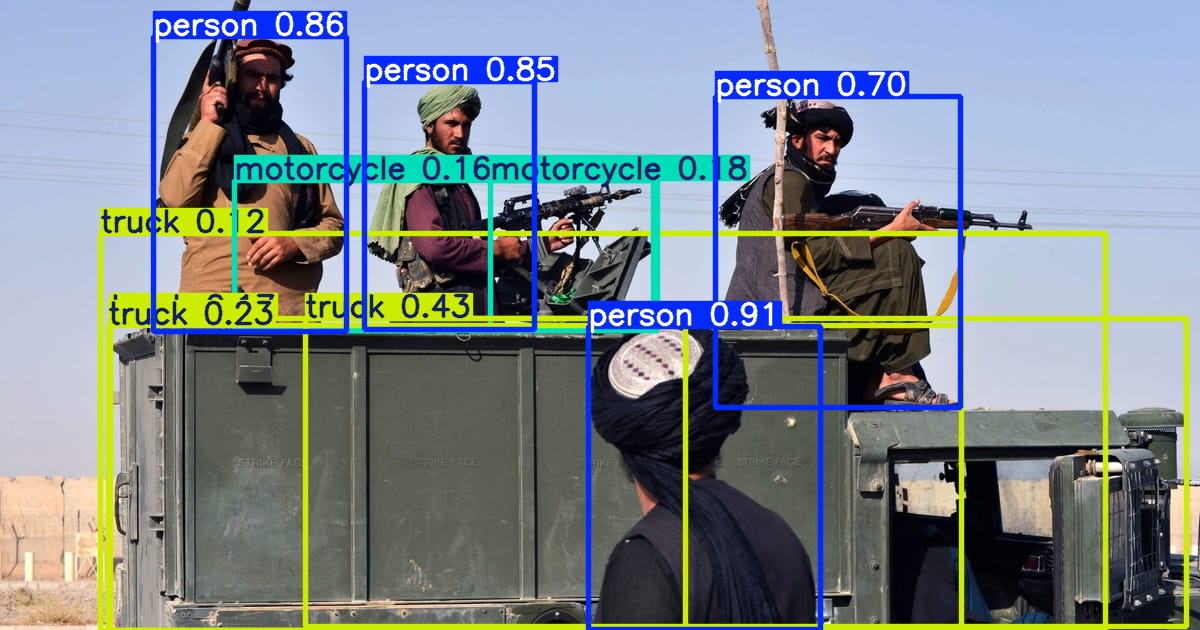 person 0.86
person 0.85
person 0.70
motorcycle 0.16
motorcycle 0.18
truck 0.12
truck 0.23
truck 0.43
person 0.91
STRIKE FACE
STRIKE FACE
STRIKE
STRIKE FACE